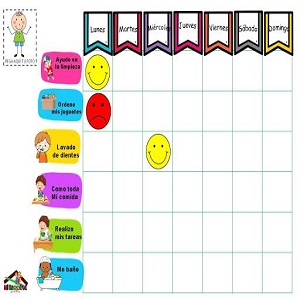 Lunes
Martes
Miércoles
Jueves
Viernes
Sábado
Domingo
Ayudo en
la limpieza
Ordeno
mis juguetes
Lavado
de dientes
Como toda
Mi comida
Realizo
mis tareas
Me baño